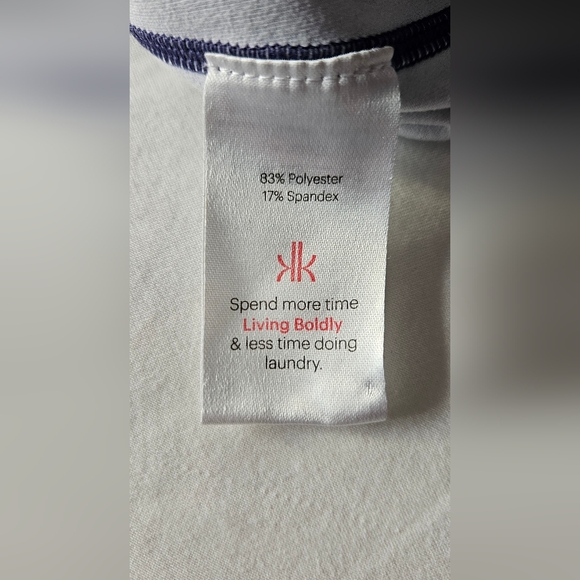 83% Polyester
17% Spandex
kk
Spend more time
Living Boldly
& less time doing
laundry.